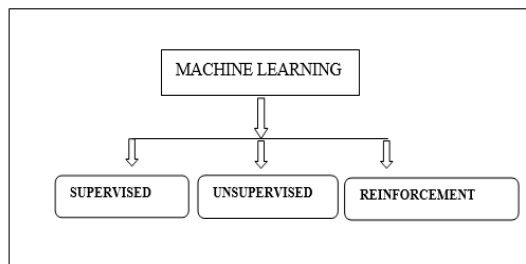 MACHINE LEARNING
SUPERVISED
UNSUPERVISED
REINFORCEMENT